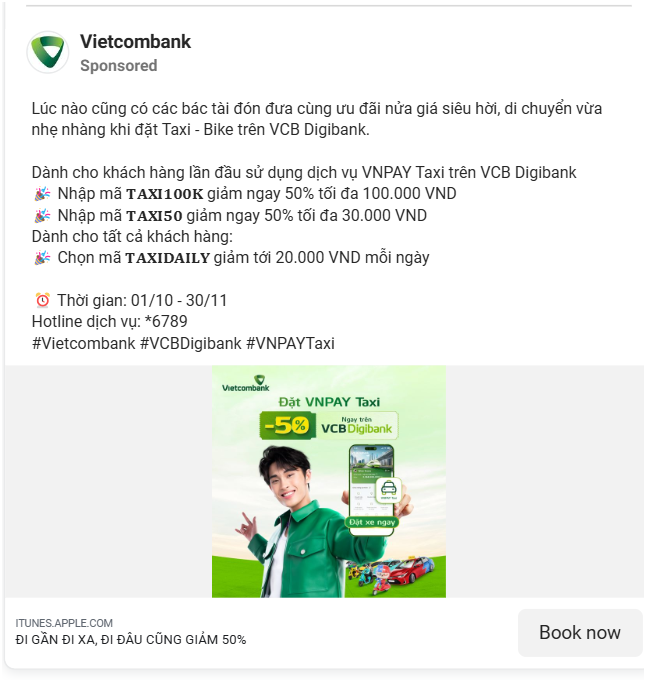 Vietcombank
Sponsored
Lúc nào cũng có các bác tài đón đưa cùng ưu đãi nửa giá siêu hời, di chuyển vừa
nhẹ nhàng khi đặt Taxi - Bike trên VCB Digibank.
Dành cho khách hàng lần đầu sử dụng dịch vụ VNPAY Taxi trên VCB Digibank
🎉 Nhập mã TAXI100K giảm ngay 50% tối đa 100.000 VND
🎉 Nhập mã TAXI50 giảm ngay 50% tối đa 30.000 VND
Dành cho tất cả khách hàng:
🎉 Chọn mã TAXIDAILY giảm tới 20.000 VND mỗi ngày
⏰ Thời gian: 01/10 - 30/11
Hotline dịch vụ: *6789
#Vietcombank #VCBDigibank #VNPAYTaxi
Vietcombank
Đặt VNPAY Taxi
-50%
Ngay trên
VCBDigibank
Đặt xe ngay
ITUNES.APPLE.COM
ĐI GẦN ĐI XA, ĐI ĐÂU CŨNG GIẢM 50%
Book now